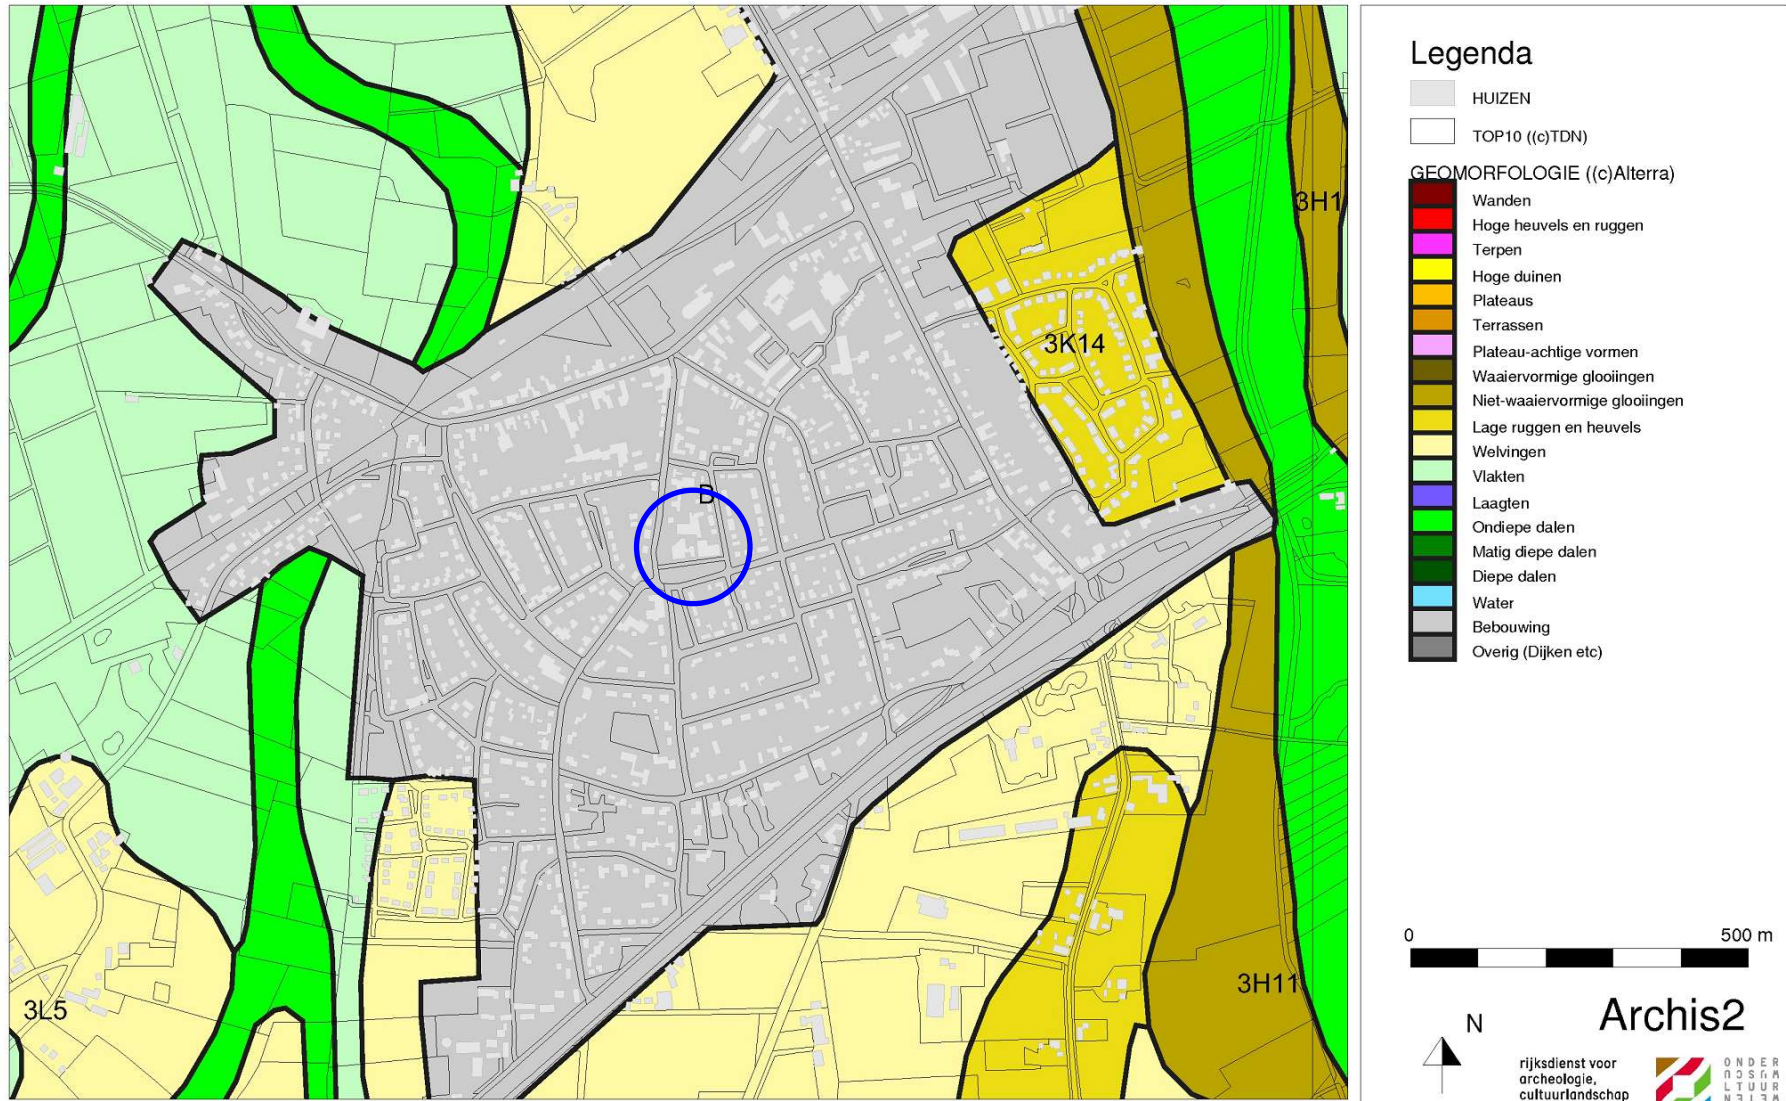 3H1
3K14
B
3L5
3H11
Legenda
HUIZEN
TOP10 ((c)TDN)
GEOMORFOLOGIE ((c)Alterra)
Wanden
Hoge heuvels en ruggen
Terpen
Hoge duinen
Plateaus
Terrassen
Plateau-achtige vormen
Waaiervormige glooiingen
Niet-waaiervormige glooiingen
Lage ruggen en heuvels
Welvingen
Vlakten
Laagten
Ondiepe dalen
Matig diepe dalen
Diepe dalen
Water
Bebouwing
Overig (Dijken etc)
0 500 m
N
Archis2
rijksdienst voor
archeologie,
cultuurlandschap
ONDER